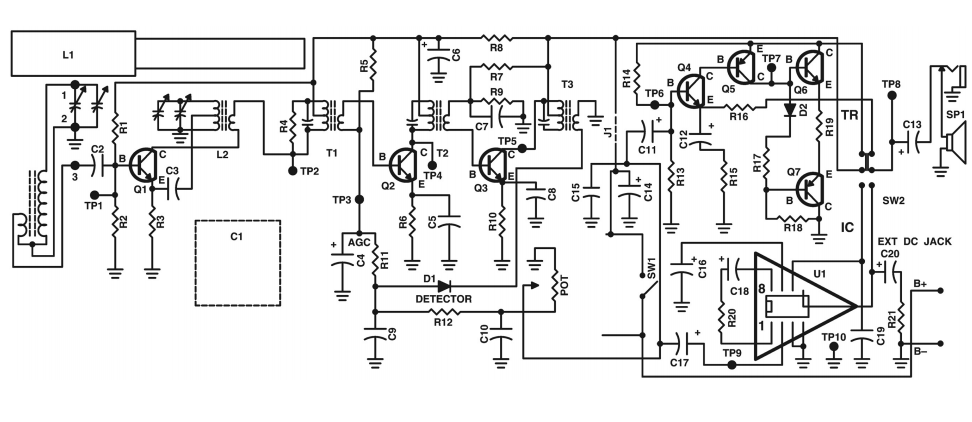 L1
1
2
3
C2
TP1
R1
R2
B
C
E
Q1
C3
R3
L2
C1
R4
TP2
T1
R5
TP3
AGC
+
C4
R11
C9
D1
DETECTOR
R12
C10
B
C
E
Q2
R6
C5
T2
TP4
+
C6
R8
R7
R9
C7
B
C
E
Q3
TP5
R10
C8
T3
POT
C15
J1
+
C14
C11
+
SW1
R14
TP6
R13
Q4
B
C
E
C12
+
R15
R16
B
E
C
Q5
TP7
B
C
E
Q6
D2
R17
R19
B
E
C
Q7
R18
TR
IC
SW2
TP8
+
C13
SP1
EXT DC JACK
C20
+
R21
B+
B–
C16
+
+
C18
R20
8
1
U1
C17
+
TP9
TP10
C19